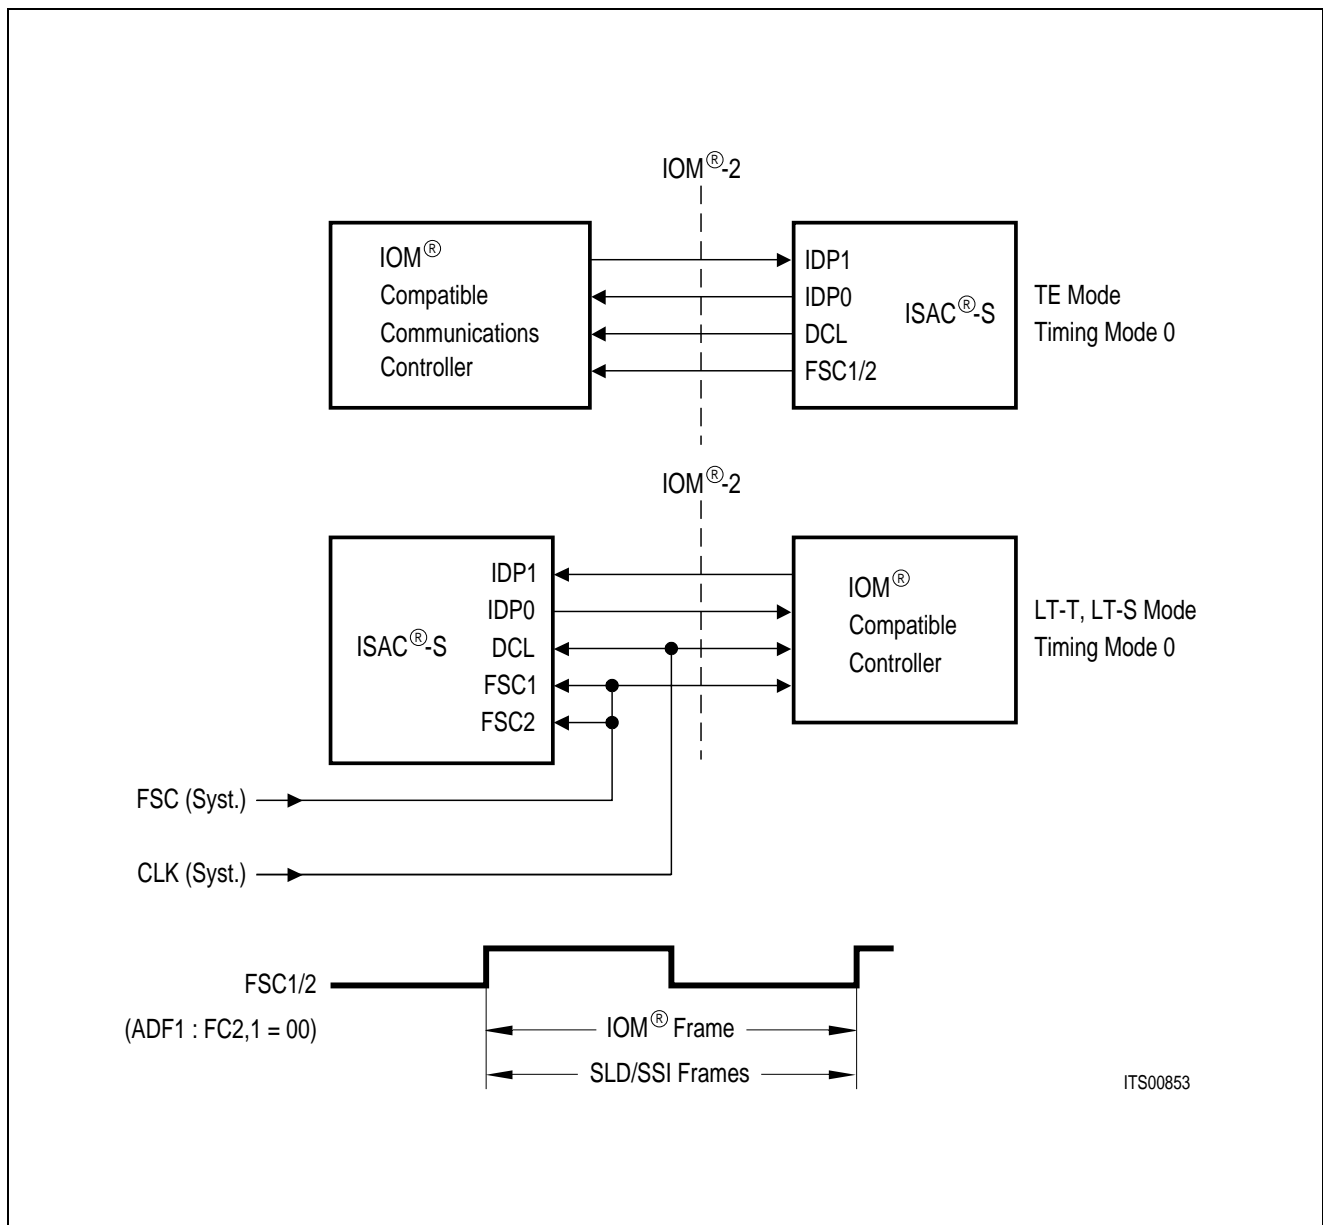 IOM®-2
IOM®
Compatible
Communications
Controller
IDP1
IDP0
DCL
FSC1/2
ISAC®-S
TE Mode
Timing Mode 0
IOM®-2
ISAC®-S
IDP1
IDP0
DCL
FSC1
FSC2
IOM®
Compatible
Controller
LT-T, LT-S Mode
Timing Mode 0
FSC (Syst.)
CLK (Syst.)
FSC1/2
(ADF1 : FC2,1 = 00)
IOM® Frame
SLD/SSI Frames
ITS00853